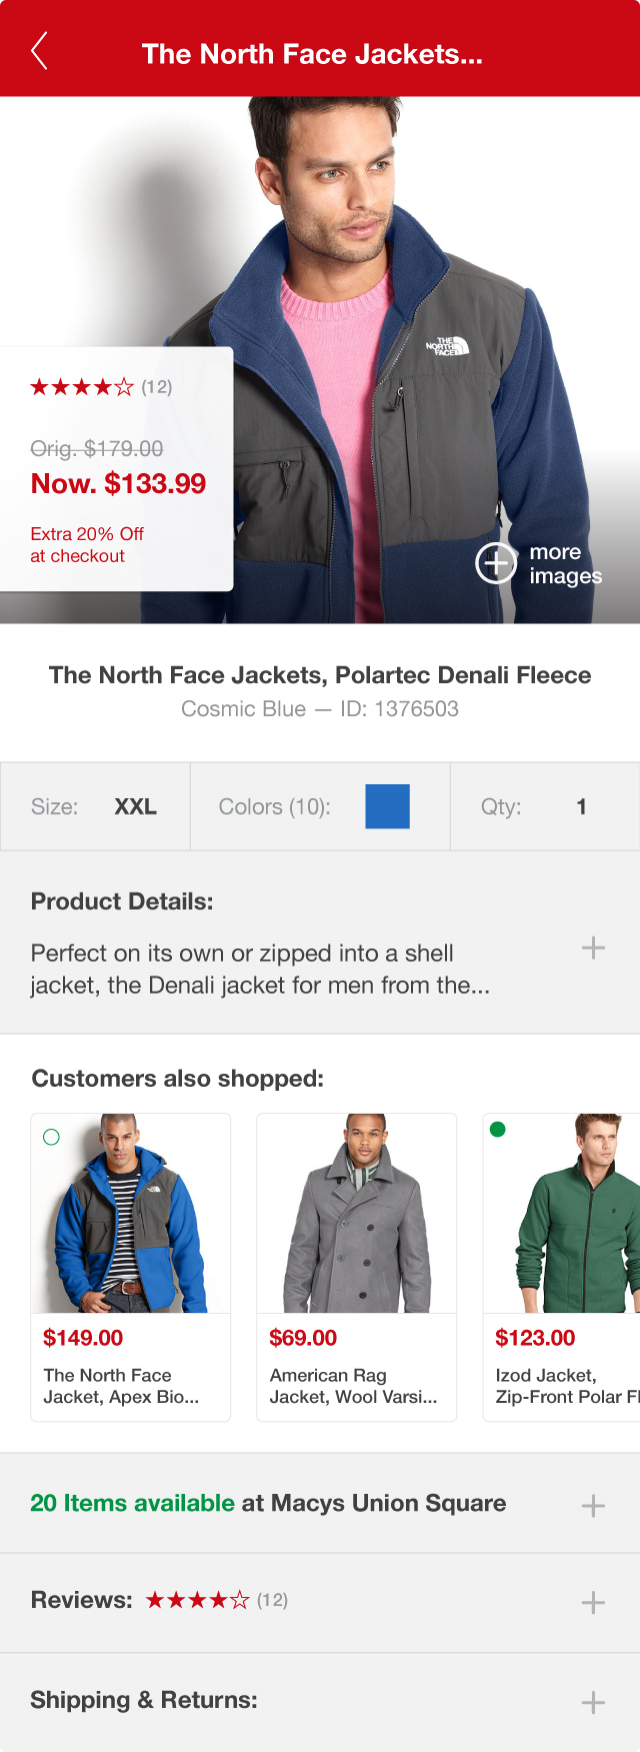 The North Face Jackets...
THE
NORTH
FACE
★★★★☆ (12)
Orig. $179.00
Now. $133.99
Extra 20% Off
at checkout
more
images
The North Face Jackets, Polartec Denali Fleece
Cosmic Blue — ID: 1376503
Size: XXL
Colors (10):
Qty: 1
Product Details:
Perfect on its own or zipped into a shell
jacket, the Denali jacket for men from the...
Customers also shopped:
$149.00
The North Face
Jacket, Apex Bio...
$69.00
American Rag
Jacket, Wool Varsi...
$123.00
Izod Jacket,
Zip-Front Polar Fl
20 Items available at Macys Union Square
Reviews: ★★★★☆ (12)
Shipping & Returns: